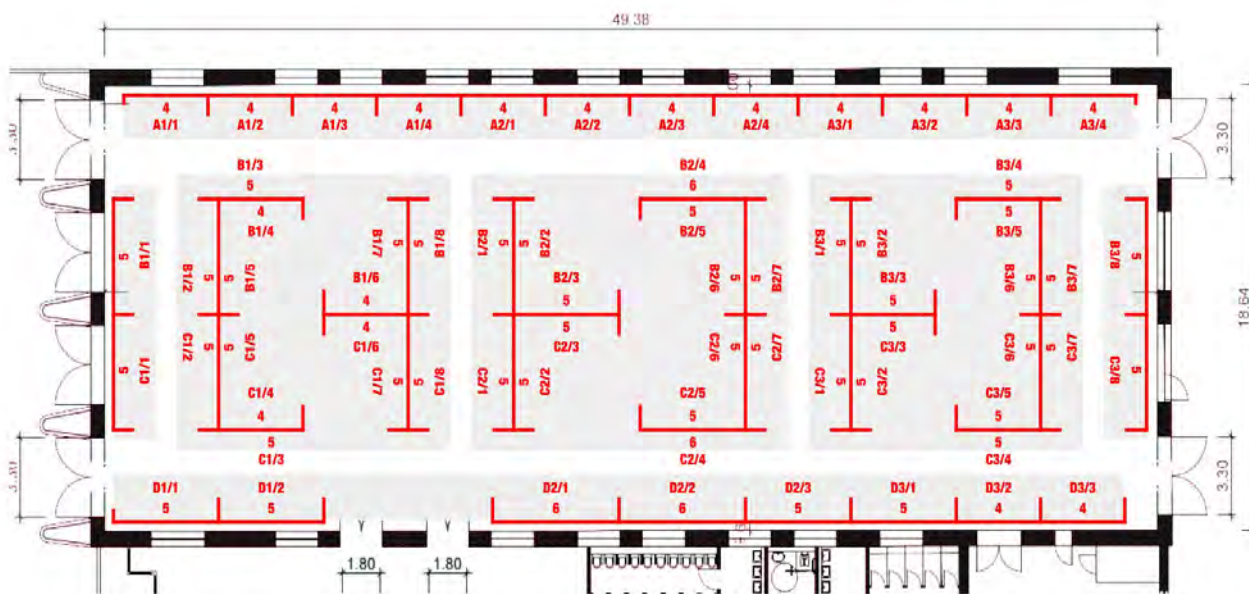 49.38
4 4 4 4 4 4 4 4 4 4 4 4
A1/1 A1/2 A1/3 A1/4 A2/1 A2/2 A2/3 A2/4 A3/1 A3/2 A3/3 A3/4
3.30
3.30
B1/3 B2/4 B3/4
5 6 5
4 5 5
B1/4 B2/5 B3/5
5 B1/1
B1/2 5 5 B1/5
B1/7 5 5 B1/8
B2/1 5 5 B2/2
B2/6 5 5 B2/7
B3/1 5 5 B3/2
B3/6 5 5 B3/7
B3/8 5
B1/6 B2/3 B3/3
4 5 5
4 5 5
C1/6 C2/3 C3/3
18.64
5 C1/1
C1/2 5 5 C1/5
C1/7 5 5 C1/8
C2/1 5 5 C2/2
C2/6 5 5 C2/7
C3/1 5 5 C3/2
C3/6 5 5 C3/7
C3/8 5
C1/4 C2/5 C3/5
4 5 5
5 6 5
C1/3 C2/4 C3/4
3.30
3.30
D1/1 D1/2 D2/1 D2/2 D2/3 D3/1 D3/2 D3/3
5 5 6 6 5 5 4 4
1.80 1.80